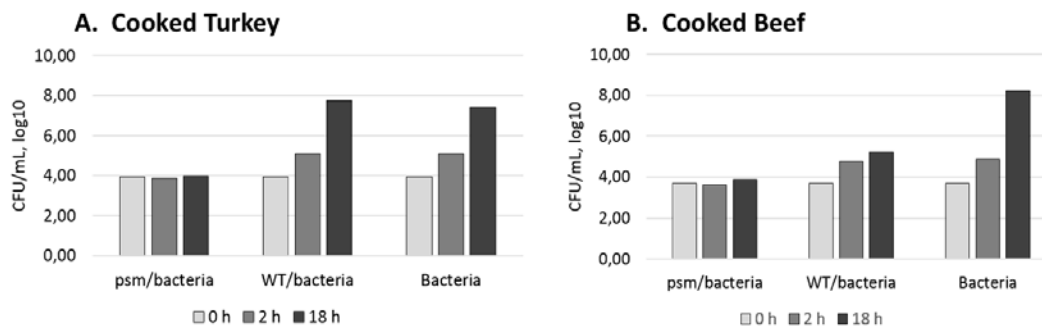 A. Cooked Turkey
CFU/mL, log10
10,00
8,00
6,00
4,00
2,00
0,00
psm/bacteria WT/bacteria Bacteria
0 h 2 h 18 h
B. Cooked Beef
CFU/mL, log10
10,00
8,00
6,00
4,00
2,00
0,00
psm/bacteria WT/bacteria Bacteria
0 h 2 h 18 h